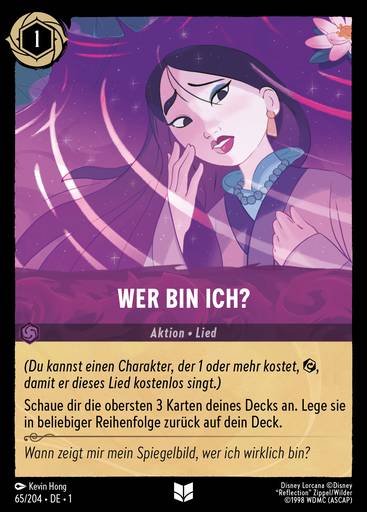 1
WER BIN ICH?
Aktion • Lied
(Du kannst einen Charakter, der 1 oder mehr kostet, ,
damit er dieses Lied kostenlos singt.)
Schaue dir die obersten 3 Karten deines Decks an. Lege sie
in beliebiger Reihenfolge zurück auf dein Deck.
Wann zeigt mir mein Spiegelbild, wer ich wirklich bin?
Kevin Hong
65/204 • DE • 1
Disney Lorcana ©Disney
"Reflection" Zippel/Wilder
©1998 WDMC (ASCAP)